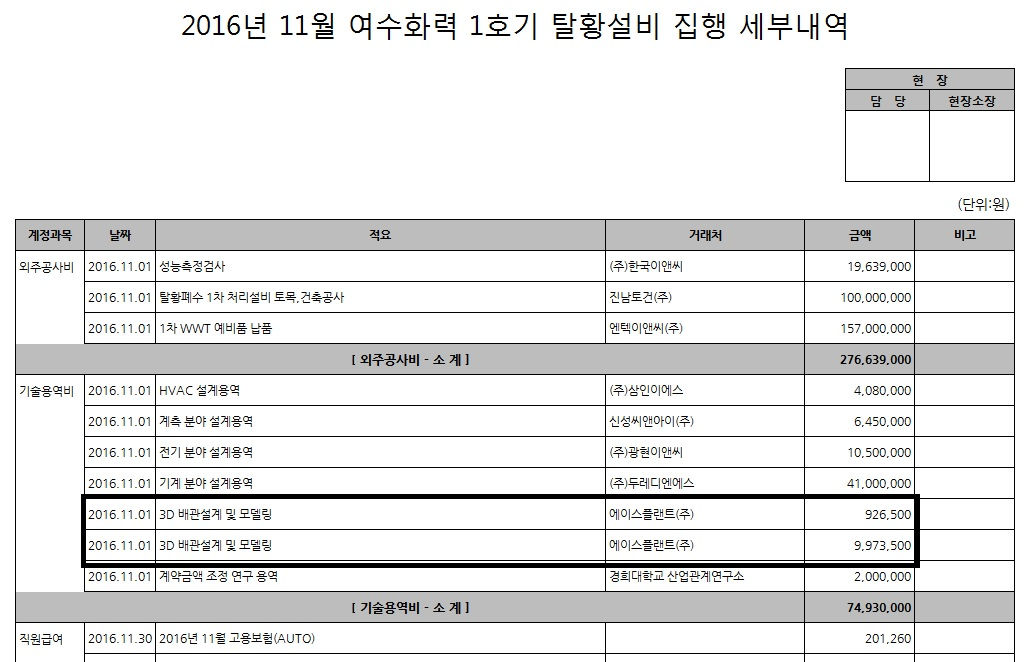 2016년 11월 여수화력 1호기 탈황설비 집행 세부내역
현 장
담 당 현장소장
(단위:원)
계정과목 날짜 적요 거래처 금액 비고
외주공사비 2016.11.01 성능측정검사 (주)한국이앤씨 19,639,000
2016.11.01 탈황폐수 1차 처리설비 토목,건축공사 진남토건(주) 100,000,000
2016.11.01 1차 WWT 예비품 납품 엔텍이앤씨(주) 157,000,000
[ 외주공사비 - 소 계 ] 276,639,000
기술용역비 2016.11.01 HVAC 설계용역 (주)삼인이에스 4,080,000
2016.11.01 계측 분야 설계용역 신성씨앤아이(주) 6,450,000
2016.11.01 전기 분야 설계용역 (주)광현이앤씨 10,500,000
2016.11.01 기계 분야 설계용역 (주)두레디엔에스 41,000,000
2016.11.01 3D 배관설계 및 모델링 에이스플랜트(주) 926,500
2016.11.01 3D 배관설계 및 모델링 에이스플랜트(주) 9,973,500
2016.11.01 계약금액 조정 연구 용역 경희대학교 산업관계연구소 2,000,000
[ 기술용역비 - 소 계 ] 74,930,000
직원급여 2016.11.30 2016년 11월 고용보험(AUTO) 201,260